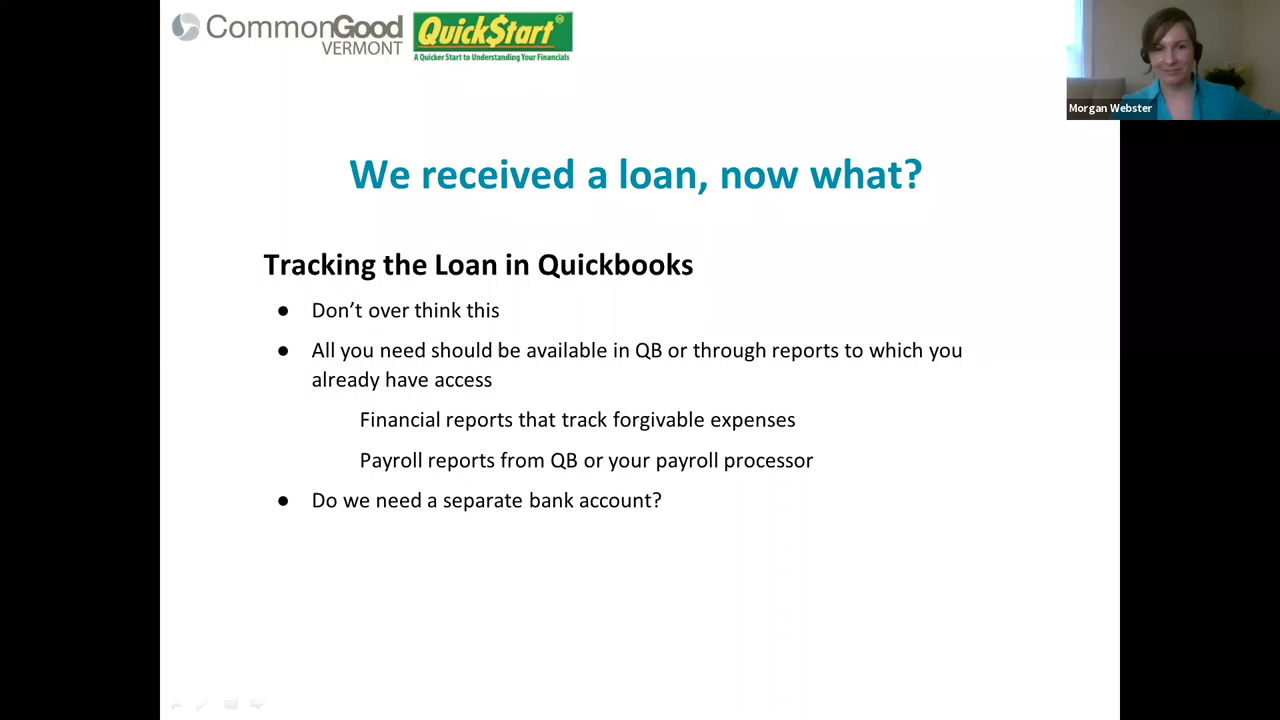 CommonGood
VERMONT
Quick$tart
A Quicker Start to Understanding Your Financials
Morgan Webster
We received a loan, now what?
Tracking the Loan in Quickbooks
● Don’t over think this
● All you need should be available in QB or through reports to which you
already have access
Financial reports that track forgivable expenses
Payroll reports from QB or your payroll processor
● Do we need a separate bank account?